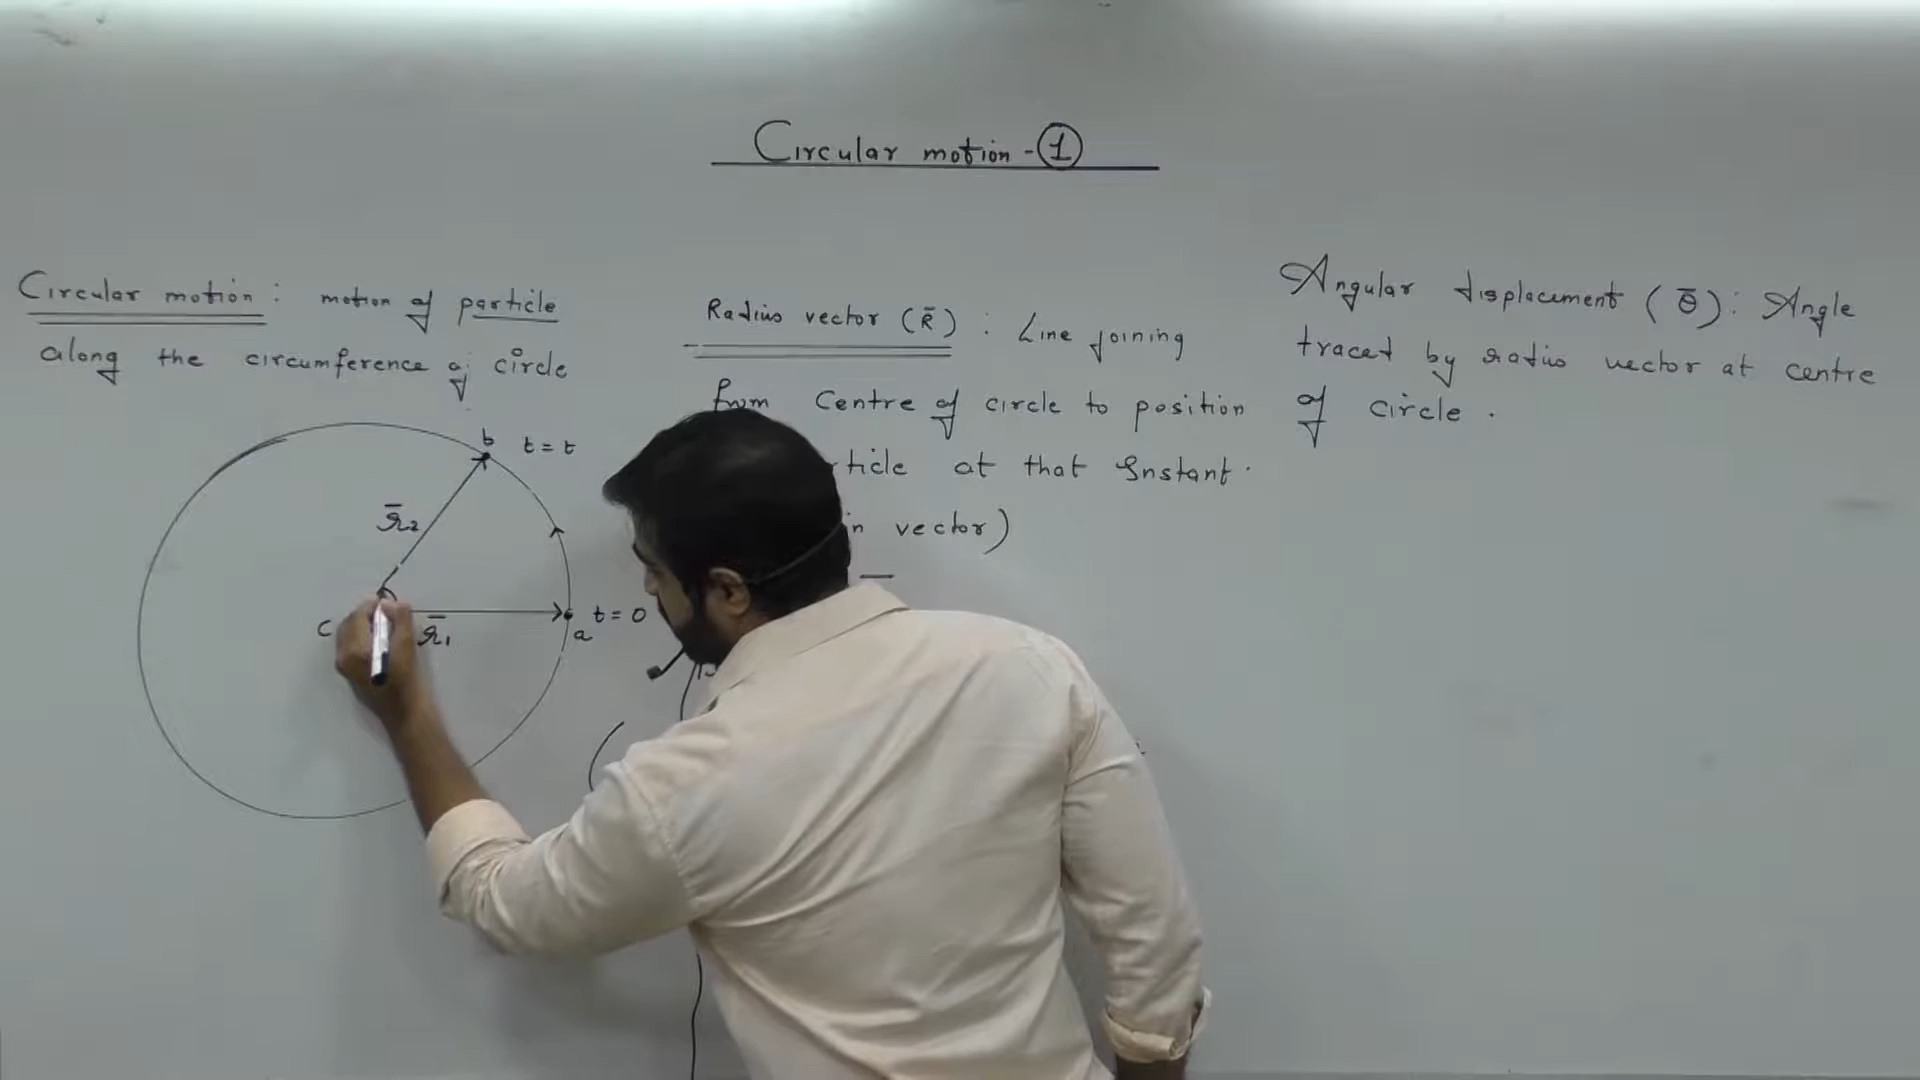 Circular motion - 1
Circular motion : motion of particle
along the circumference of circle
b t = t
r̄₂
c
r̄₁
t = 0
a
Radius vector (R̄) : Line joining
from Centre of circle to position
at that Instant.
vector)
Angular displacement (θ̄) : Angle
traced by radius vector at centre
of circle .